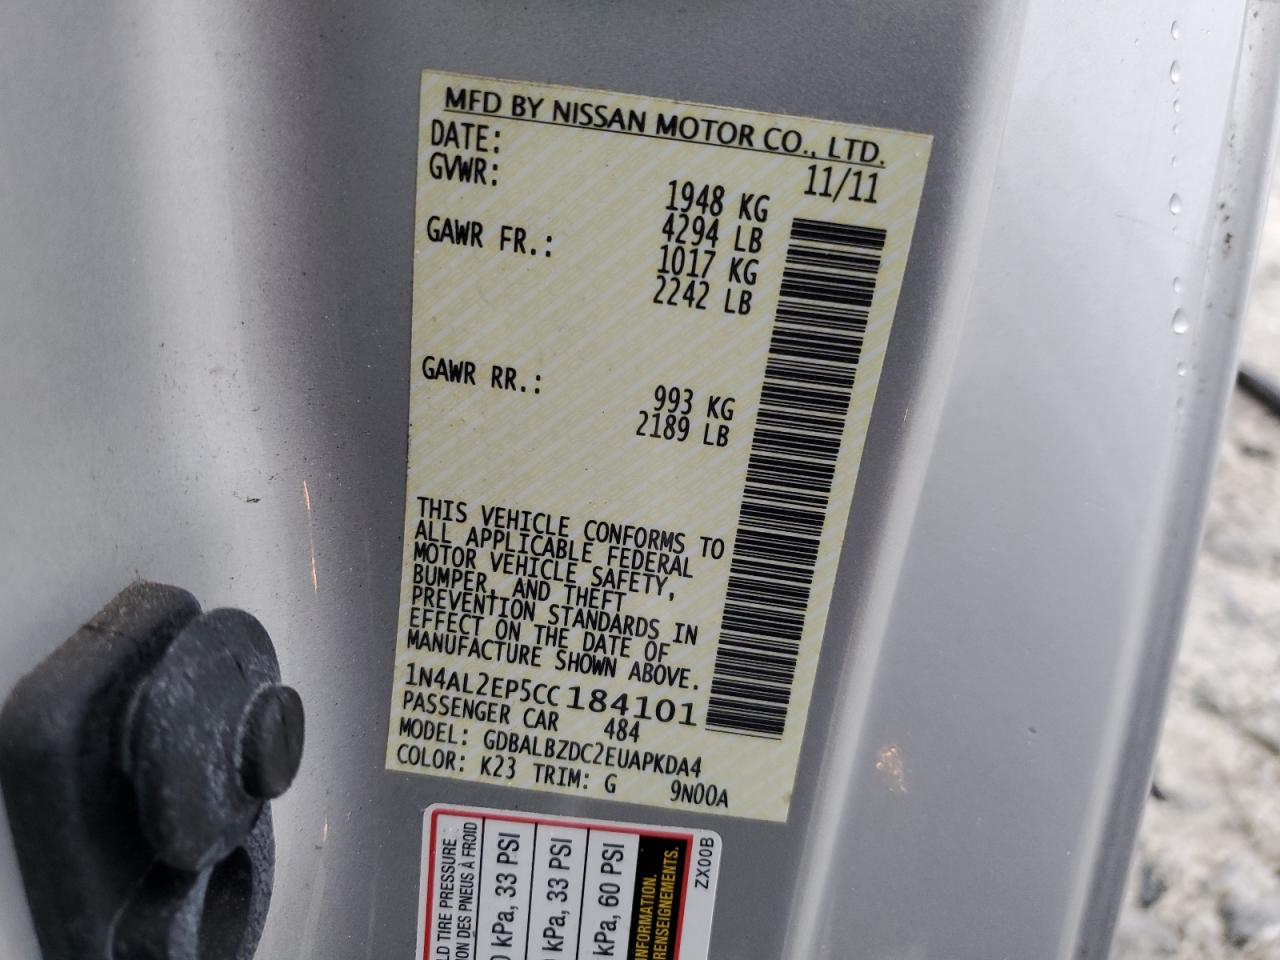 MFD BY NISSAN MOTOR CO., LTD.
DATE: 11/11
GVWR: 1948 KG
4294 LB
GAWR FR.: 1017 KG
2242 LB
GAWR RR.: 993 KG
2189 LB
THIS VEHICLE CONFORMS TO
ALL APPLICABLE FEDERAL
MOTOR VEHICLE SAFETY,
BUMPER, AND THEFT
PREVENTION STANDARDS IN
EFFECT ON THE DATE OF
MANUFACTURE SHOWN ABOVE.
1N4AL2EP5CC184101
PASSENGER CAR 484
MODEL: GDBALBZDC2EUAPKDA4
COLOR: K23 TRIM: G 9N00A
TIRE PRESSURE
DES PNEUS À FROID
kPa, 33 PSI
kPa, 33 PSI
kPa, 60 PSI
INFORMATION.
RENSEIGNEMENTS.
ZX00B